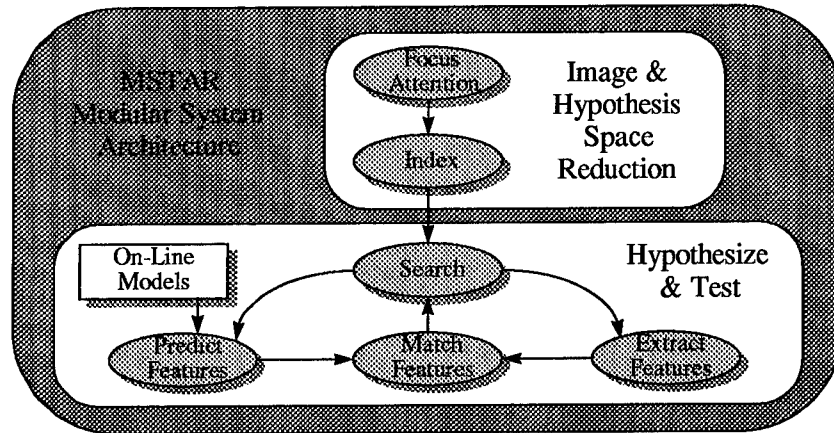 MSTAR
Modular System
Architecture
Focus
Attention
Index
Image &
Hypothesis
Space
Reduction
On-Line
Models
Search
Hypothesize
& Test
Predict
Features
Match
Features
Extract
Features